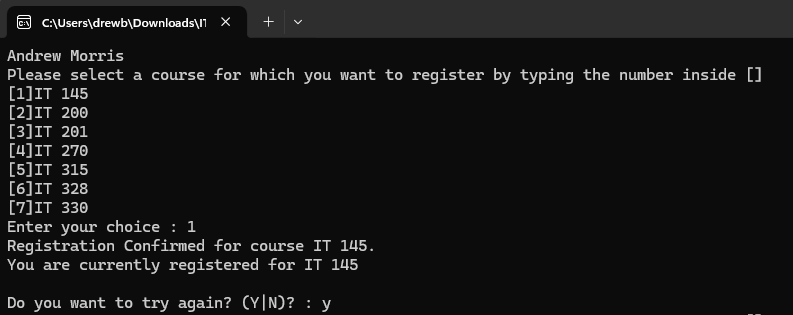 C:\Users\drewb\Downloads\IT
Andrew Morris
Please select a course for which you want to register by typing the number inside []
[1]IT 145
[2]IT 200
[3]IT 201
[4]IT 270
[5]IT 315
[6]IT 328
[7]IT 330
Enter your choice : 1
Registration Confirmed for course IT 145.
You are currently registered for IT 145
Do you want to try again? (Y|N)? : y